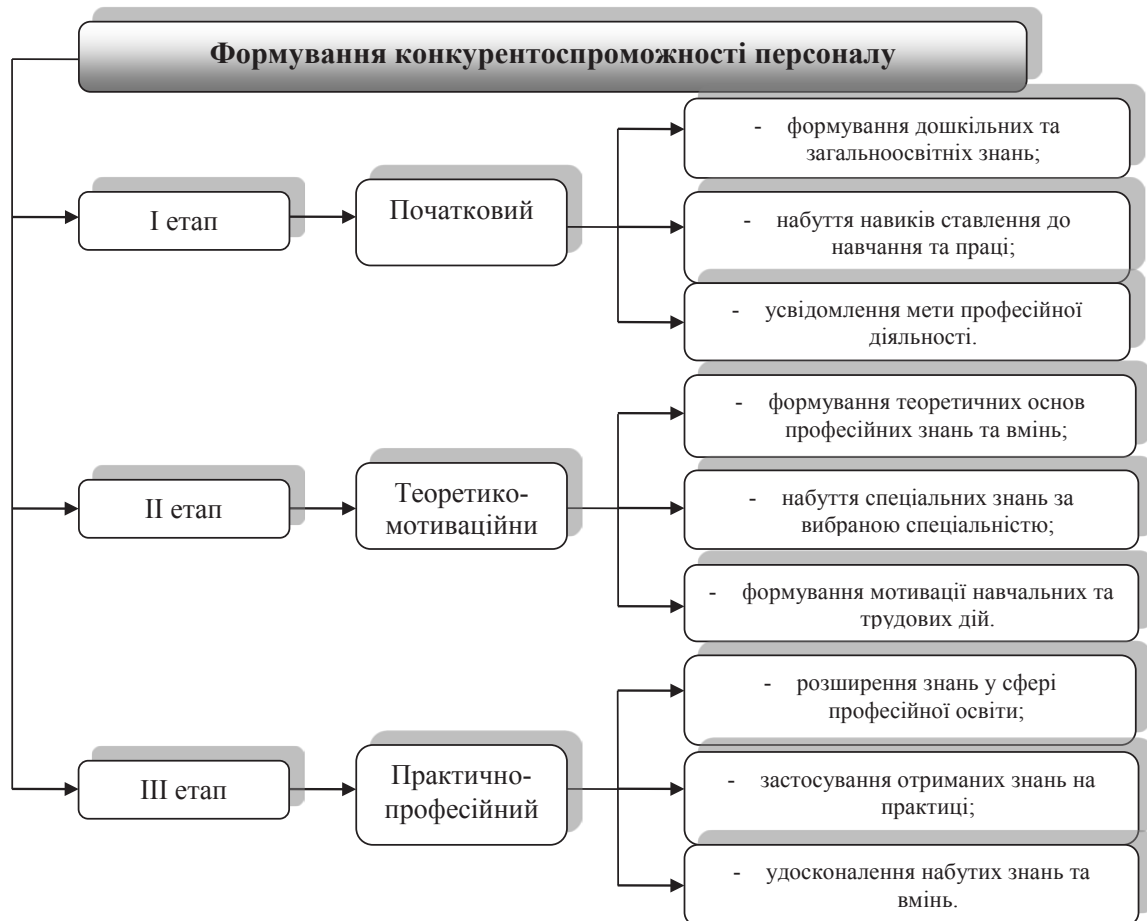 Формування конкурентоспроможності персоналу
- формування дошкільних та
загальноосвітніх знань;
І етап
Початковий
- набуття навиків ставлення до
навчання та праці;
- усвідомлення мети професійної
діяльності.
- формування теоретичних основ
професійних знань та вмінь;
ІІ етап
Теоретико-
мотиваційни
- набуття спеціальних знань за
вибраною спеціальністю;
- формування мотивації навчальних та
трудових дій.
- розширення знань у сфері
професійної освіти;
ІІІ етап
Практично-
професійний
- застосування отриманих знань на
практиці;
- удосконалення набутих знань та
вмінь.